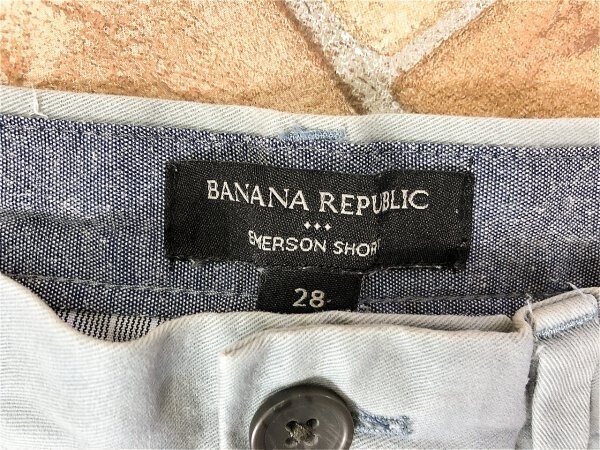 BANANA REPUBLIC
EMERSON SHORT
28